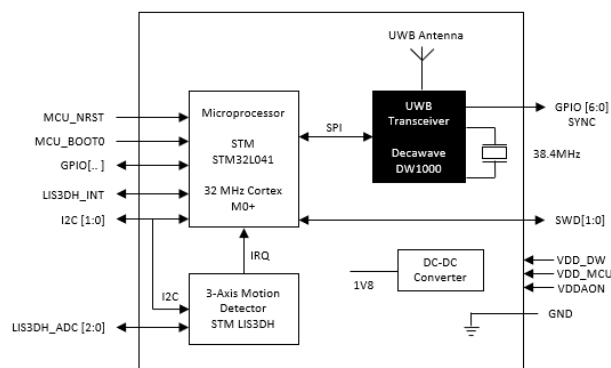 UWB Antenna
Microprocessor
STM
STM32L041
32 MHz Cortex
M0+
UWB
Transceiver
Decawave
DW1000
SPI
GPIO [6:0]
SYNC
38.4MHz
MCU_NRST
MCU_BOOT0
GPIO[.. ]
LIS3DH_INT
I2C [1:0]
SWD[1:0]
IRQ
I2C
3-Axis Motion
Detector
STM LIS3DH
LIS3DH_ADC [2:0]
1V8
DC-DC
Converter
VDD_DW
VDD_MCU
VDDAON
GND